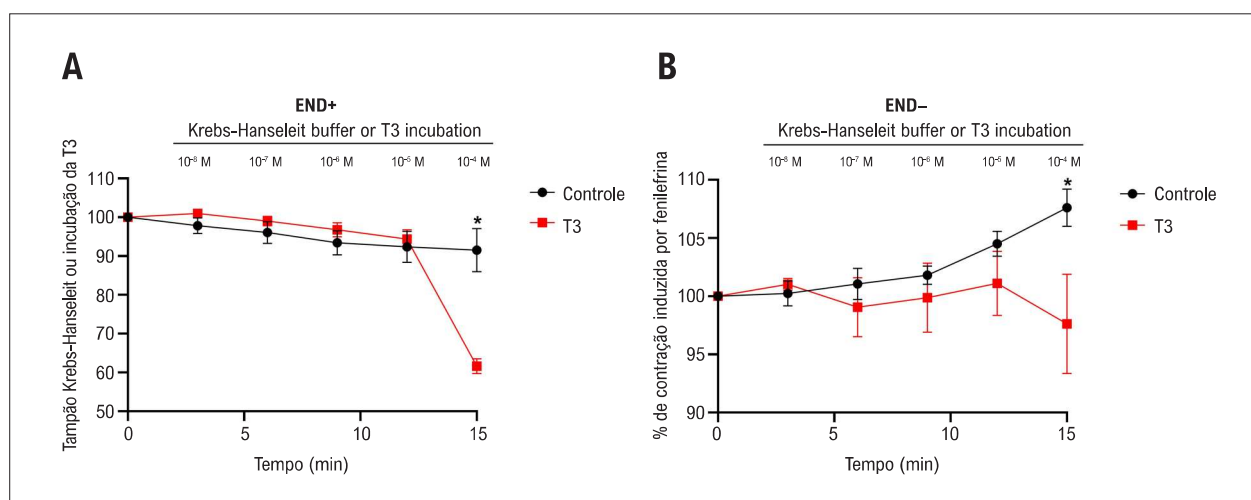 A
END+
Krebs-Hanseleit buffer or T3 incubation
10⁻⁸ M 10⁻⁷ M 10⁻⁶ M 10⁻⁵ M 10⁻⁴ M
Tampão Krebs-Hanseleit ou incubação da T3
110
100
90
80
70
60
50
*
0 5 10 15
Tempo (min)
Controle
T3
B
END–
Krebs-Hanseleit buffer or T3 incubation
10⁻⁸ M 10⁻⁷ M 10⁻⁶ M 10⁻⁵ M 10⁻⁴ M
% de contração induzida por fenilefrina
110
105
100
95
90
*
0 5 10 15
Tempo (min)
Controle
T3